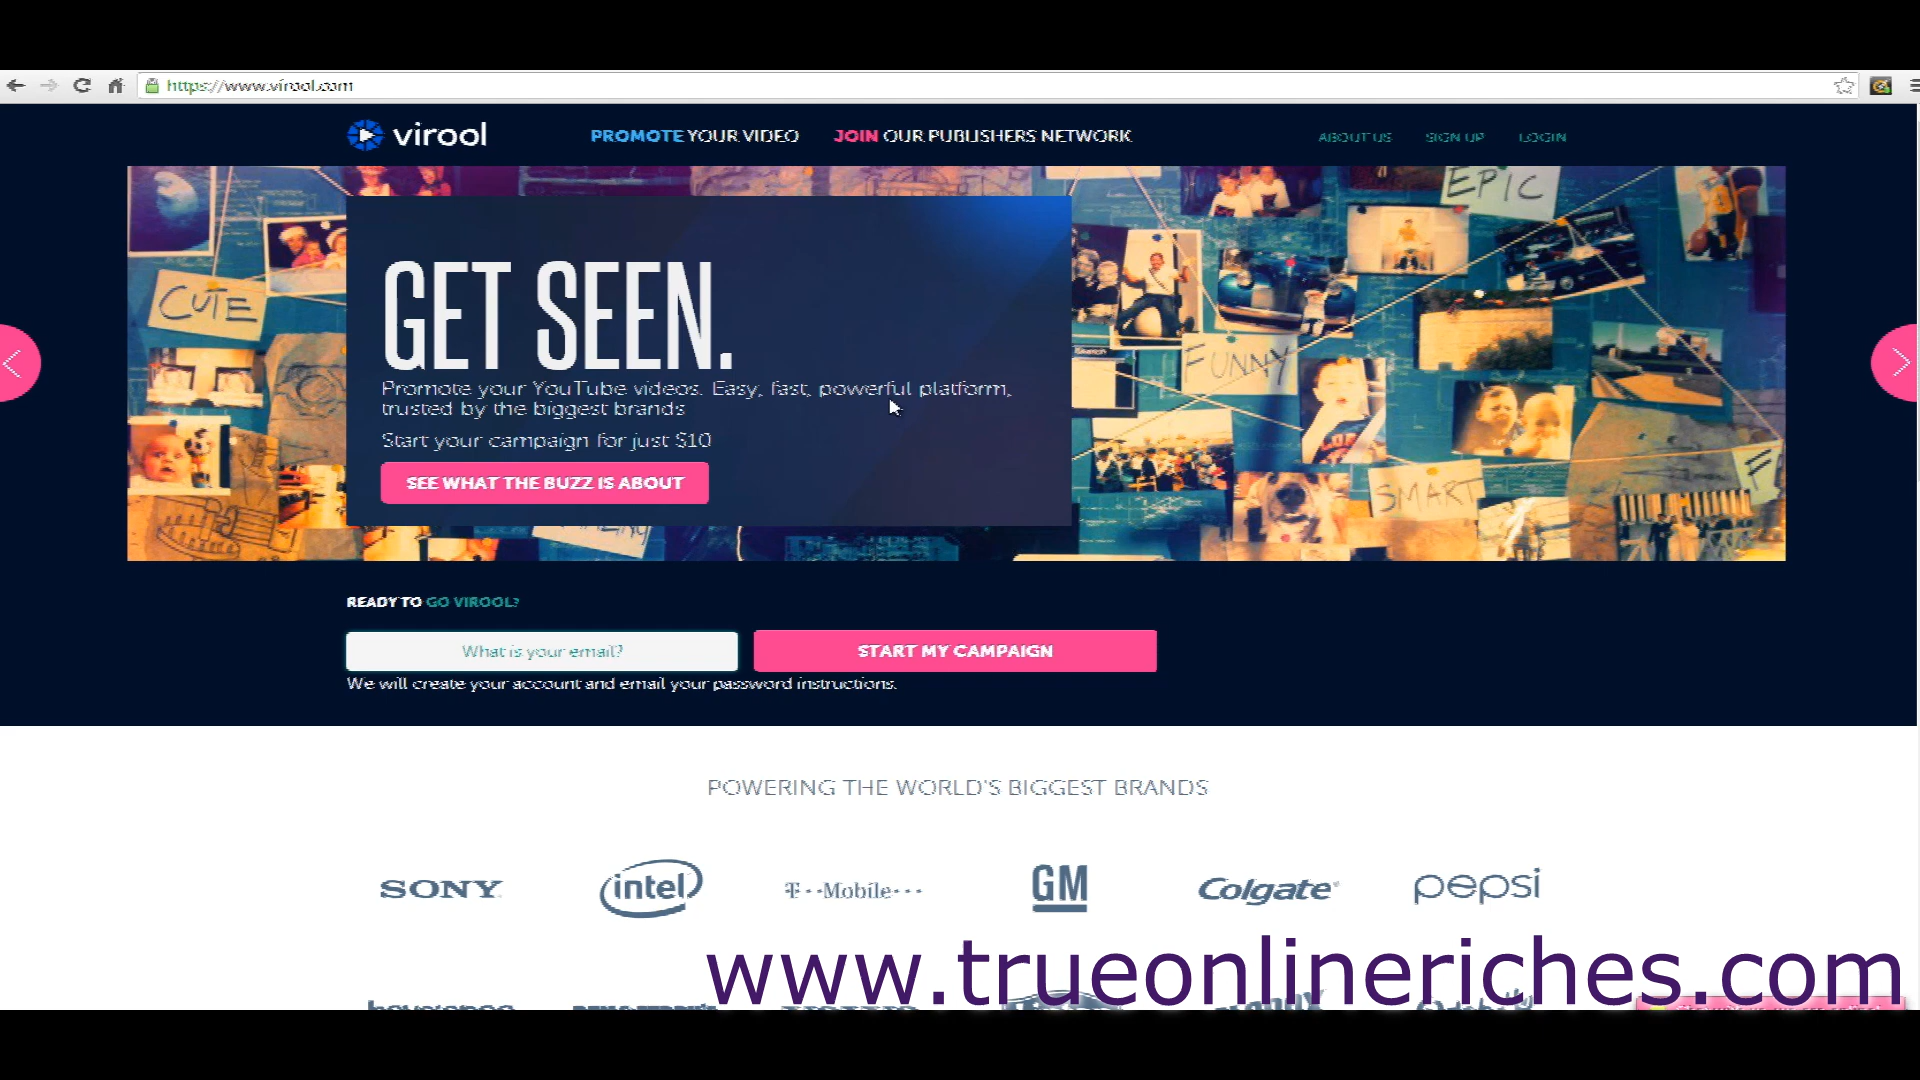 https://www.virool.com
virool
PROMOTE YOUR VIDEO
JOIN OUR PUBLISHERS NETWORK
ABOUT US
SIGN UP
LOGIN
EPIC
CUTE
FUNNY
SMART
GET SEEN.
Promote your YouTube videos. Easy, fast, powerful platform,
trusted by the biggest brands
Start your campaign for just $10
SEE WHAT THE BUZZ IS ABOUT
READY TO GO VIROOL?
What is your email?
START MY CAMPAIGN
We will create your account and email your password instructions.
POWERING THE WORLD'S BIGGEST BRANDS
SONY
intel
T··Mobile···
GM
Colgate
pepsi
www.trueonlineriches.com